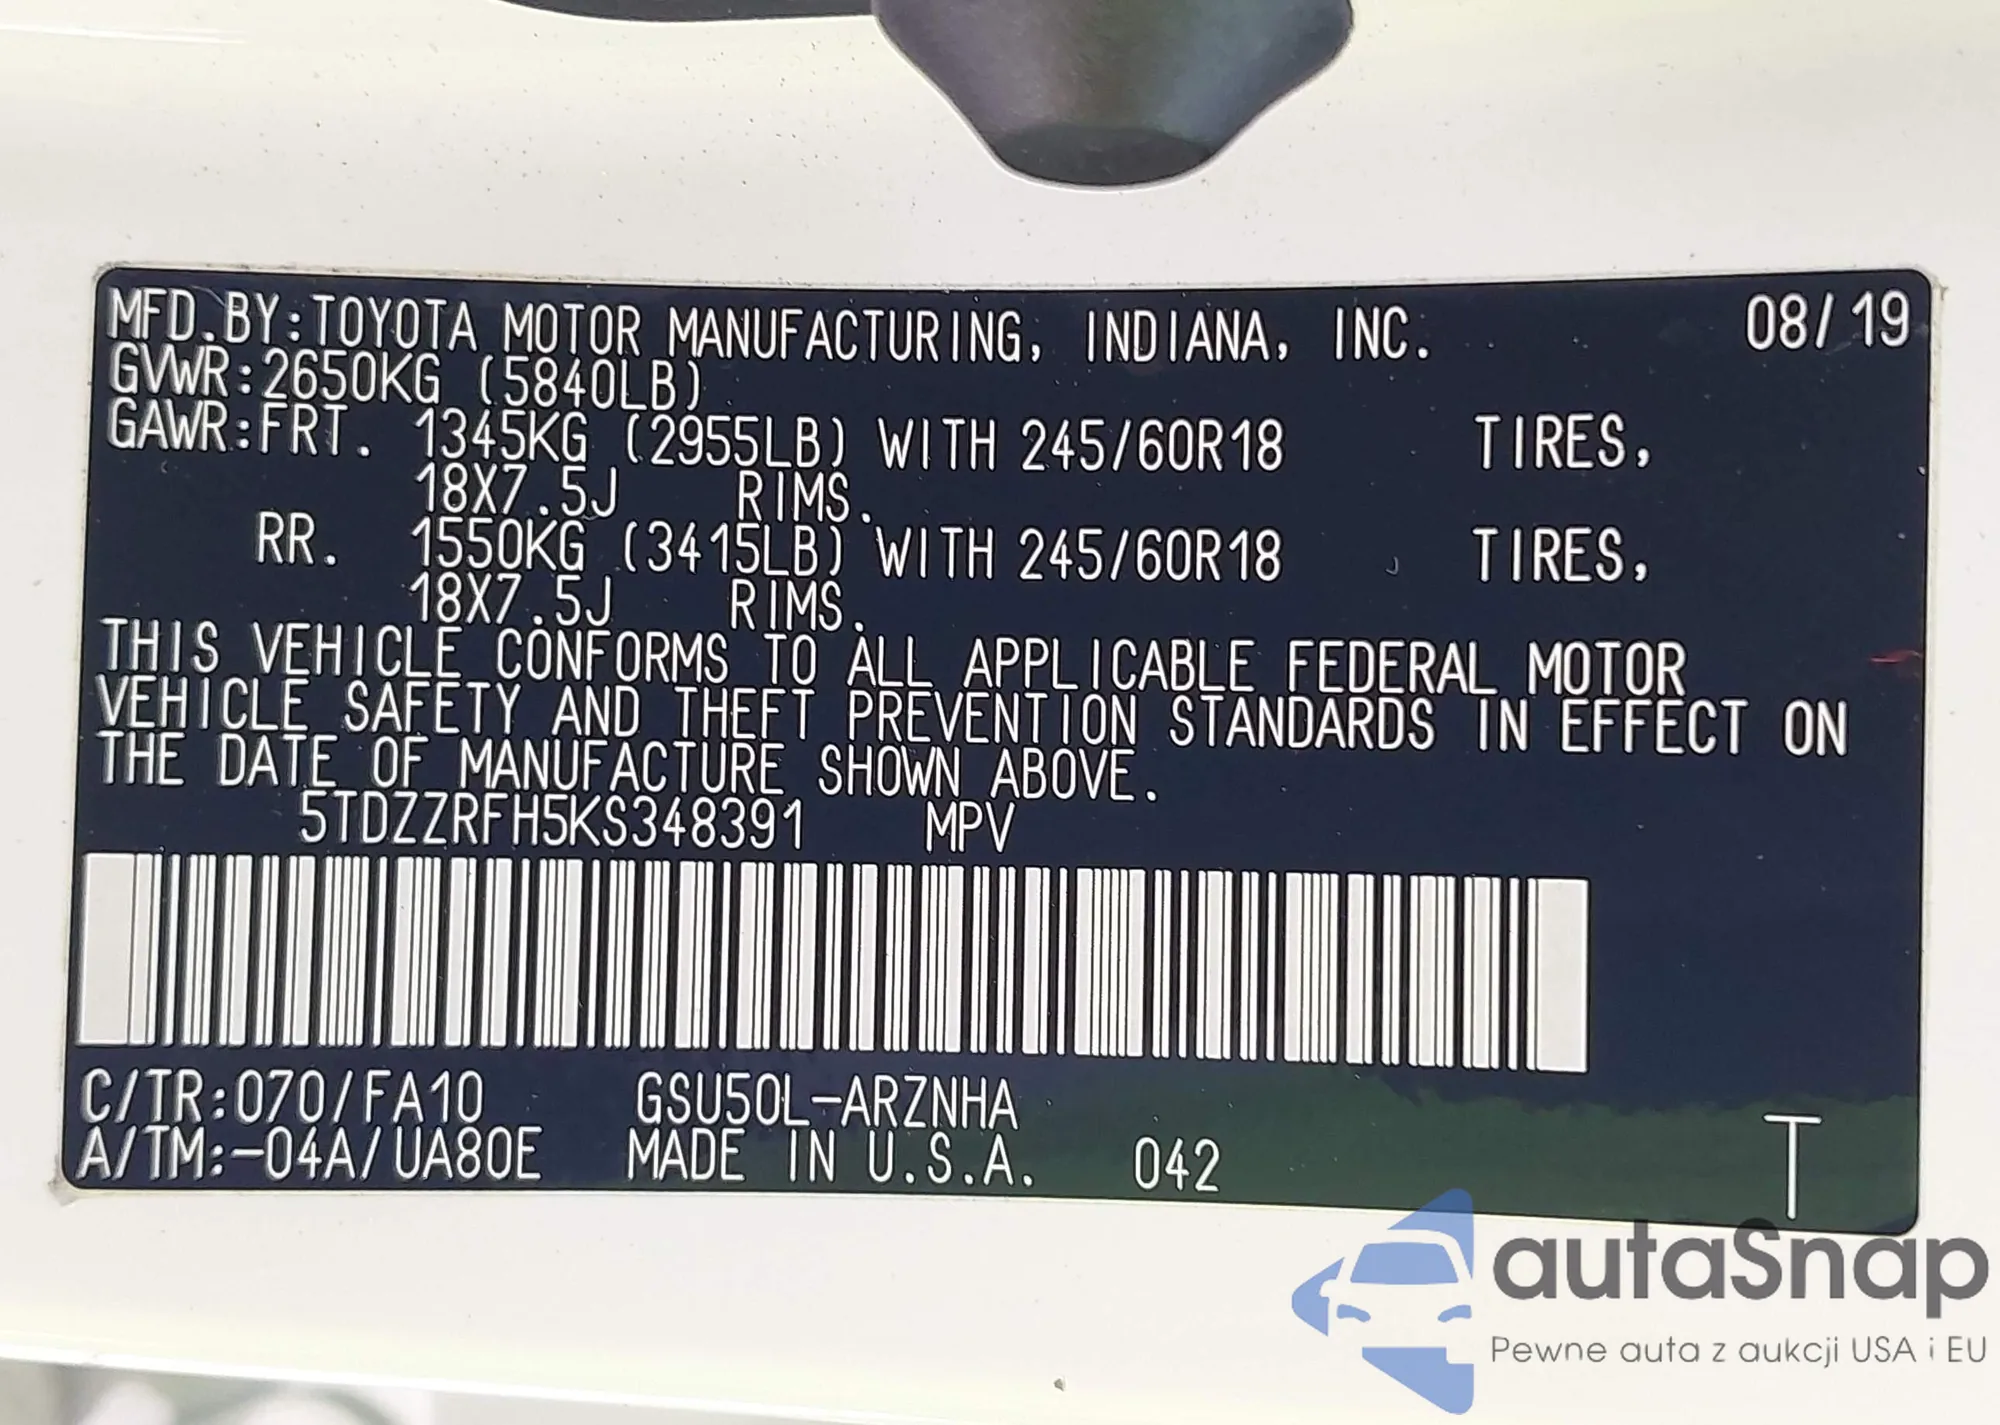 MFD.BY:TOYOTA MOTOR MANUFACTURING, INDIANA, INC. 08/19
GVWR:2650KG (5840LB)
GAWR:FRT. 1345KG (2955LB) WITH 245/60R18 TIRES,
18X7.5J RIMS.
RR. 1550KG (3415LB) WITH 245/60R18 TIRES,
18X7.5J RIMS.
THIS VEHICLE CONFORMS TO ALL APPLICABLE FEDERAL MOTOR
VEHICLE SAFETY AND THEFT PREVENTION STANDARDS IN EFFECT ON
THE DATE OF MANUFACTURE SHOWN ABOVE.
5TDZZRFH5KS348391 MPV
C/TR:070/FA10 GSU50L-ARZNHA
A/TM:-04A/UA80E MADE IN U.S.A. 042 T
autaSnap
Pewne auta z aukcji USA i EU